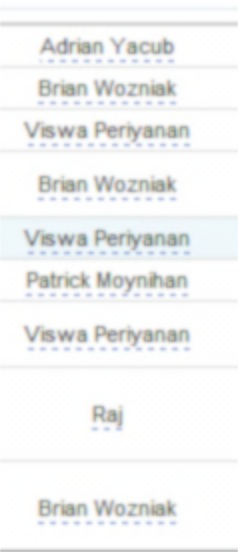 Adrian Yacub
Brian Wozniak
Viswa Periyanan
Brian Wozniak
Viswa Periyanan
Patrick Moynihan
Viswa Periyanan
Raj
Brian Wozniak